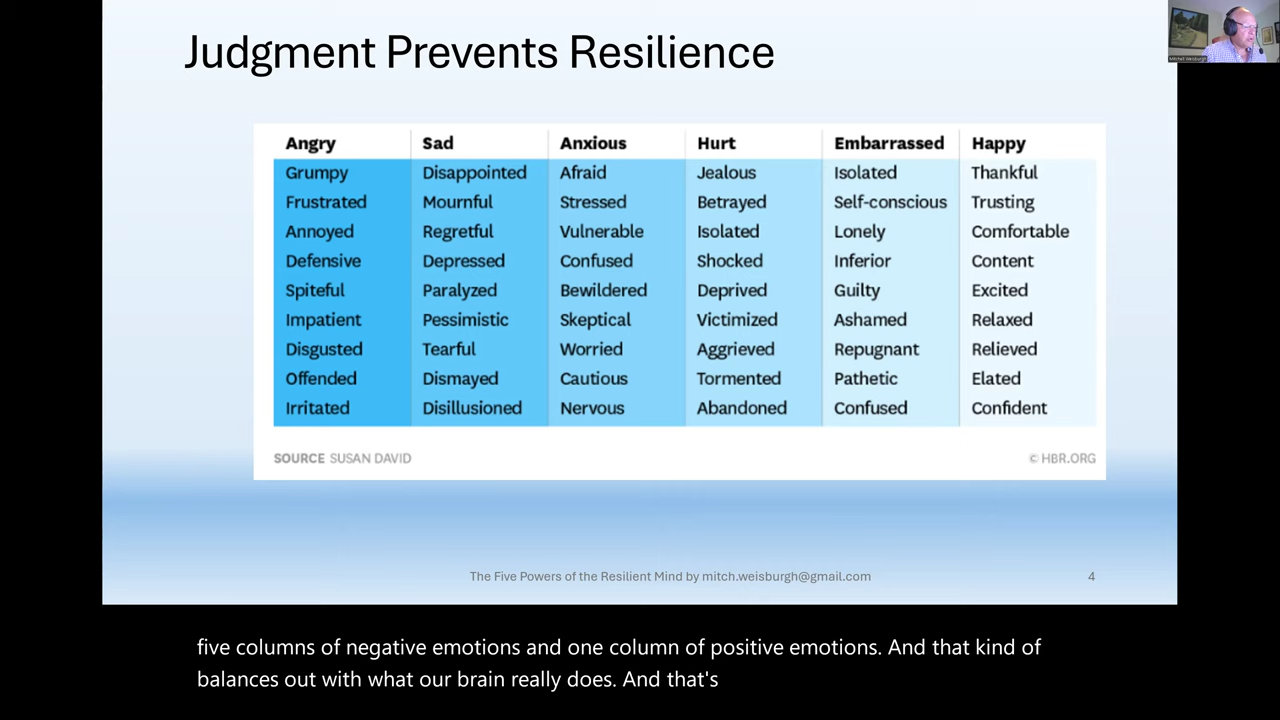 Judgment Prevents Resilience
Mitchell Weisburgh
Angry Sad Anxious Hurt Embarrassed Happy
Grumpy Disappointed Afraid Jealous Isolated Thankful
Frustrated Mournful Stressed Betrayed Self-conscious Trusting
Annoyed Regretful Vulnerable Isolated Lonely Comfortable
Defensive Depressed Confused Shocked Inferior Content
Spiteful Paralyzed Bewildered Deprived Guilty Excited
Impatient Pessimistic Skeptical Victimized Ashamed Relaxed
Disgusted Tearful Worried Aggrieved Repugnant Relieved
Offended Dismayed Cautious Tormented Pathetic Elated
Irritated Disillusioned Nervous Abandoned Confused Confident
SOURCE SUSAN DAVID © HBR.ORG
The Five Powers of the Resilient Mind by mitch.weisburgh@gmail.com 4
five columns of negative emotions and one column of positive emotions. And that kind of
balances out with what our brain really does. And that's